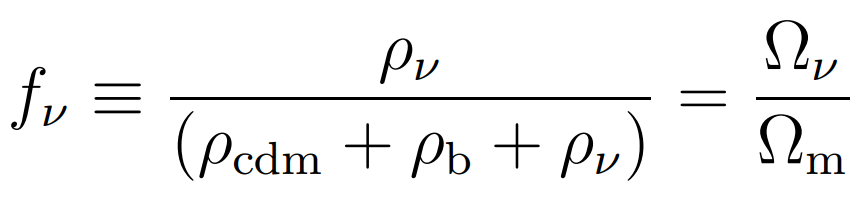 f_ν ≡ ρ_ν / (ρ_cdm + ρ_b + ρ_ν) = Ω_ν / Ω_m